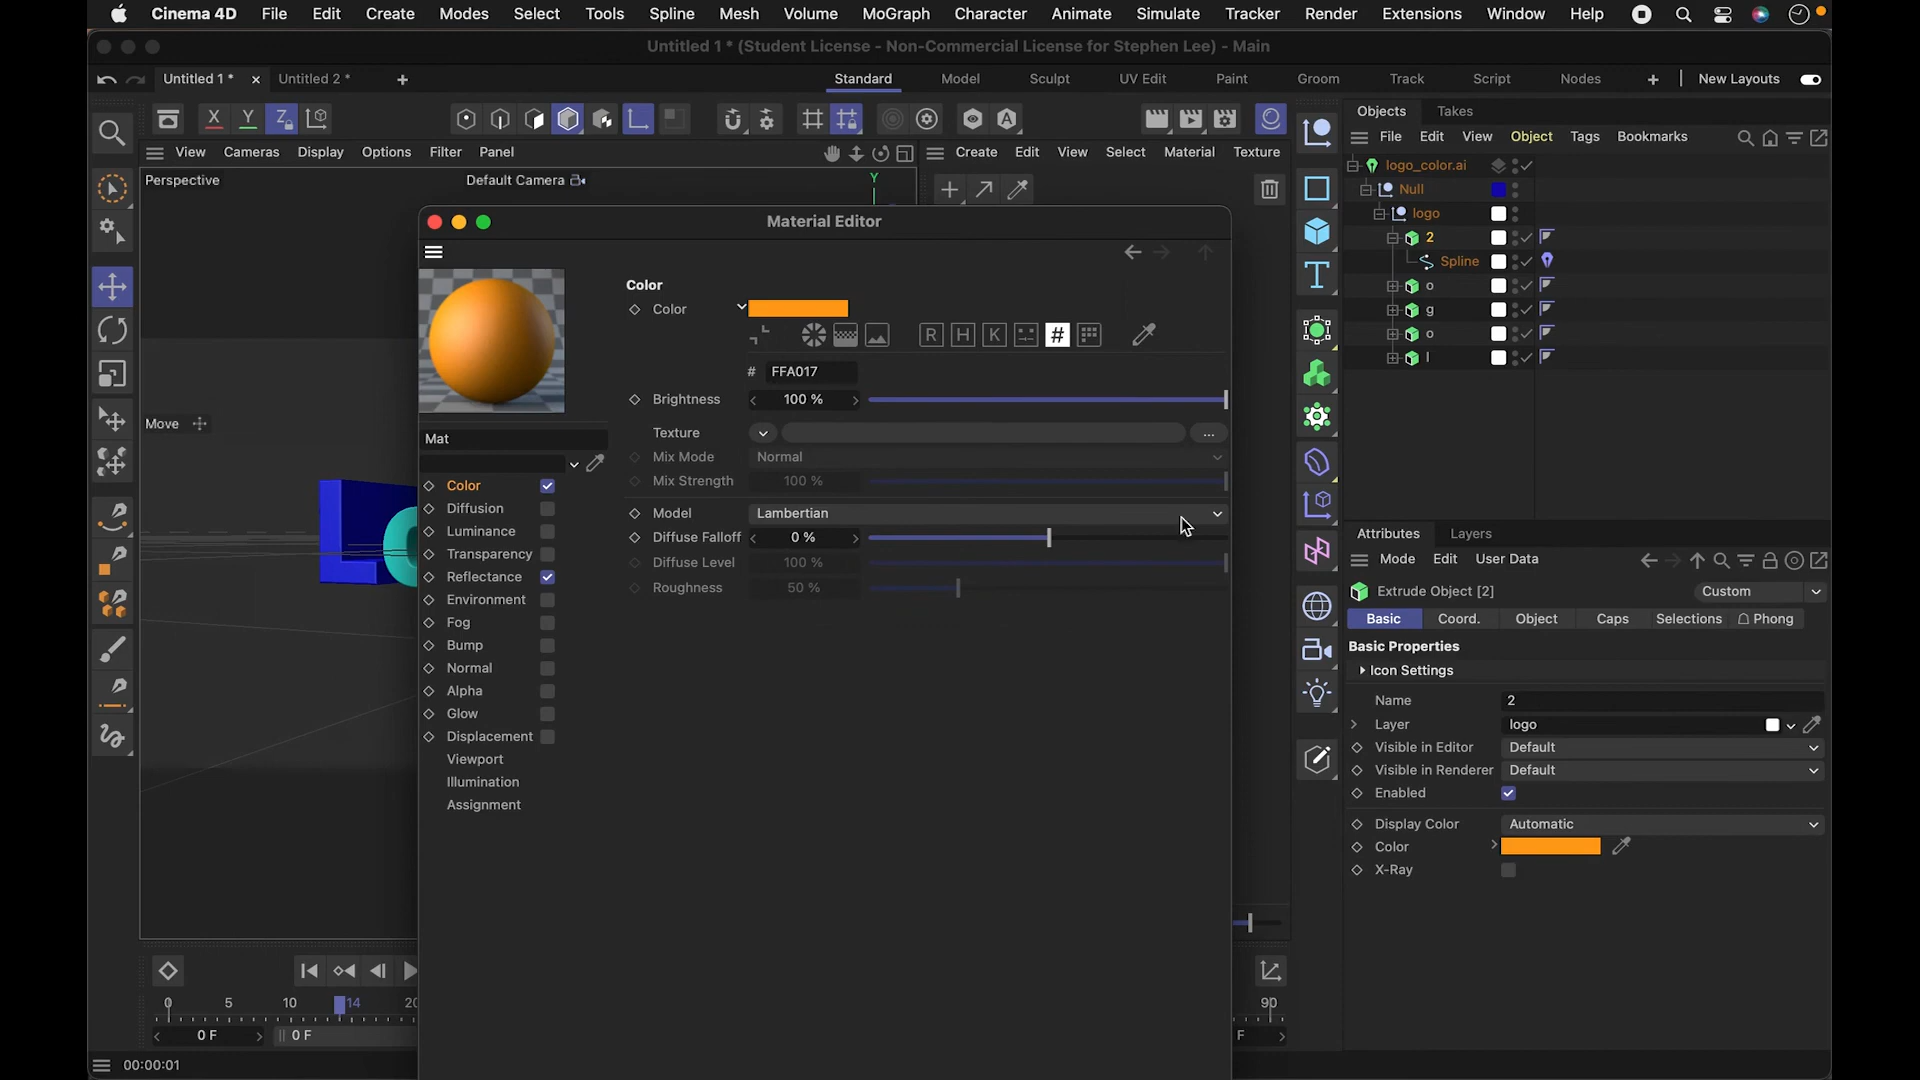 Cinema 4D File Edit Create Modes Select Tools Spline Mesh Volume MoGraph Character Animate Simulate Tracker Render Extensions Window Help
Untitled 1 * (Student License - Non-Commercial License for Stephen Lee) - Main
Untitled 1 * Untitled 2 * Standard Model Sculpt UV Edit Paint Groom Track Script Nodes New Layouts
Objects Takes
X Y Z
File Edit View Object Tags Bookmarks
View Cameras Display Options Filter Panel Create Edit View Select Material Texture
Perspective Default Camera Y
logo_color.ai
Null
logo
2
Spline
o
g
o
l
Material Editor
Color
Color
R H K #
# FFA017
Brightness 100 %
Texture ...
Mix Mode Normal
Mix Strength 100 %
Model Lambertian
Diffuse Falloff 0 %
Diffuse Level 100 %
Roughness 50 %
Mat
Color
Diffusion
Luminance
Transparency
Reflectance
Environment
Fog
Bump
Normal
Alpha
Glow
Displacement
Viewport
Illumination
Assignment
Move
Attributes Layers
Mode Edit User Data
Extrude Object [2] Custom
Basic Coord. Object Caps Selections Phong
Basic Properties
Icon Settings
Name 2
Layer logo
Visible in Editor Default
Visible in Renderer Default
Enabled
Display Color Automatic
Color
X-Ray
0 5 10 14 20 90
0 F 0 F F
00:00:01